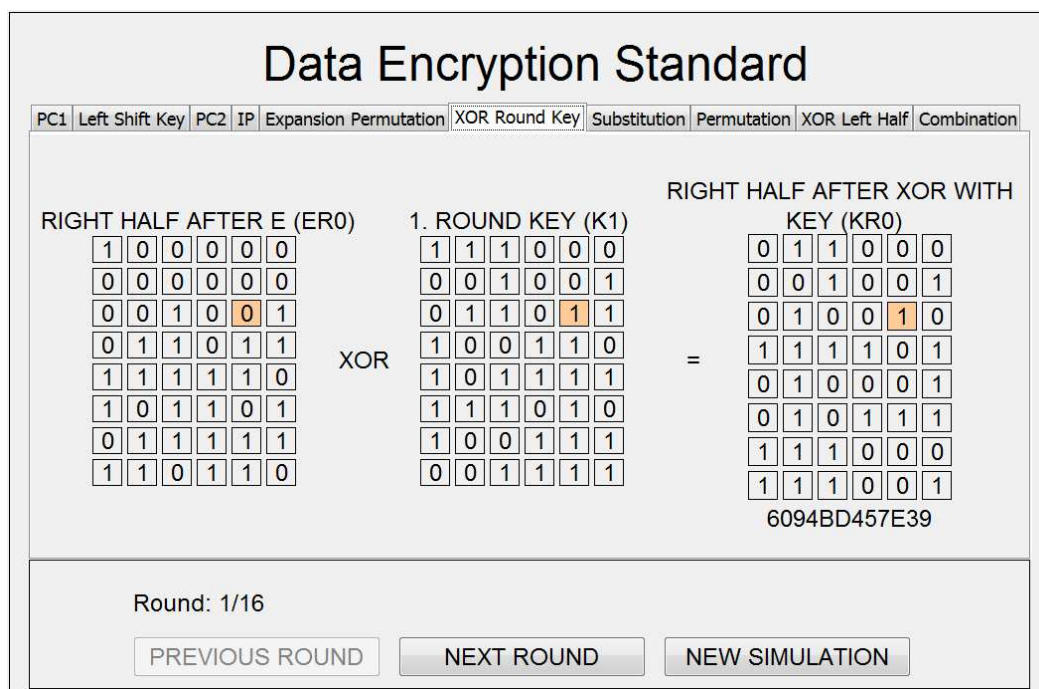 Data Encryption Standard
PC1 Left Shift Key PC2 IP Expansion Permutation XOR Round Key Substitution Permutation XOR Left Half Combination
RIGHT HALF AFTER E (ER0)
1 0 0 0 0 0
0 0 0 0 0 0
0 0 1 0 0 1
0 1 1 0 1 1
1 1 1 1 1 0
1 0 1 1 0 1
0 1 1 1 1 1
1 1 0 1 1 0
XOR
1. ROUND KEY (K1)
1 1 1 0 0 0
0 0 1 0 0 1
0 1 1 0 1 1
1 0 0 1 1 0
1 0 1 1 1 1
1 1 1 0 1 0
1 0 0 1 1 1
0 0 1 1 1 1
=
RIGHT HALF AFTER XOR WITH
KEY (KR0)
0 1 1 0 0 0
0 0 1 0 0 1
0 1 0 0 1 0
1 1 1 1 0 1
0 1 0 0 0 1
0 1 0 1 1 1
1 1 1 0 0 0
1 1 1 0 0 1
6094BD457E39
Round: 1/16
PREVIOUS ROUND NEXT ROUND NEW SIMULATION